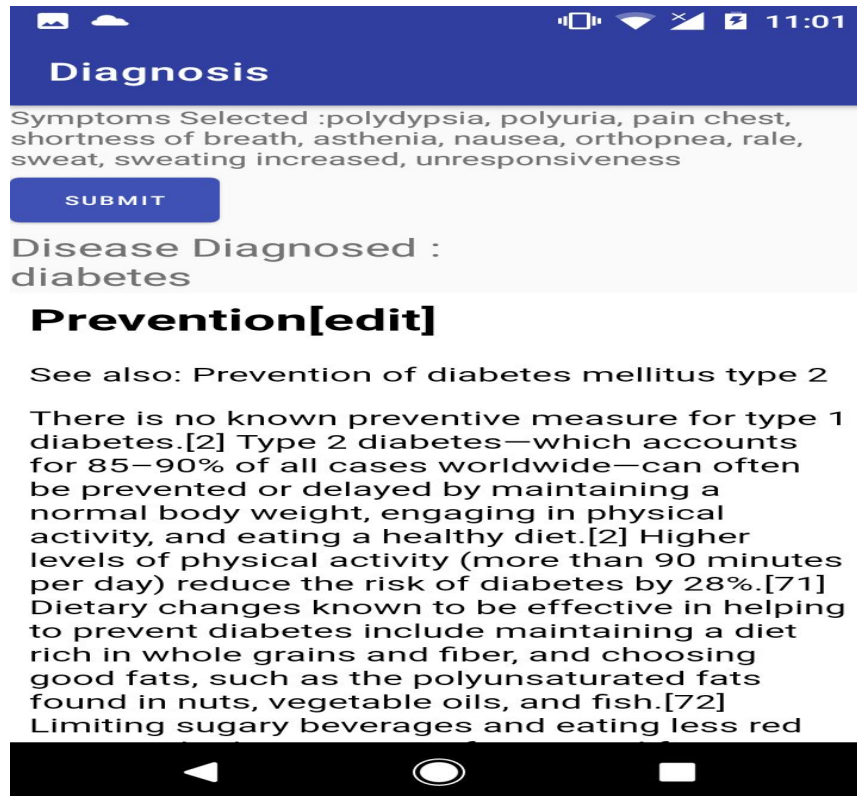 11:01
Diagnosis
Symptoms Selected :polydypsia, polyuria, pain chest,
shortness of breath, asthenia, nausea, orthopnea, rale,
sweat, sweating increased, unresponsiveness
SUBMIT
Disease Diagnosed :
diabetes
Prevention[edit]
See also: Prevention of diabetes mellitus type 2
There is no known preventive measure for type 1
diabetes.[2] Type 2 diabetes—which accounts
for 85–90% of all cases worldwide—can often
be prevented or delayed by maintaining a
normal body weight, engaging in physical
activity, and eating a healthy diet.[2] Higher
levels of physical activity (more than 90 minutes
per day) reduce the risk of diabetes by 28%.[71]
Dietary changes known to be effective in helping
to prevent diabetes include maintaining a diet
rich in whole grains and fiber, and choosing
good fats, such as the polyunsaturated fats
found in nuts, vegetable oils, and fish.[72]
Limiting sugary beverages and eating less red